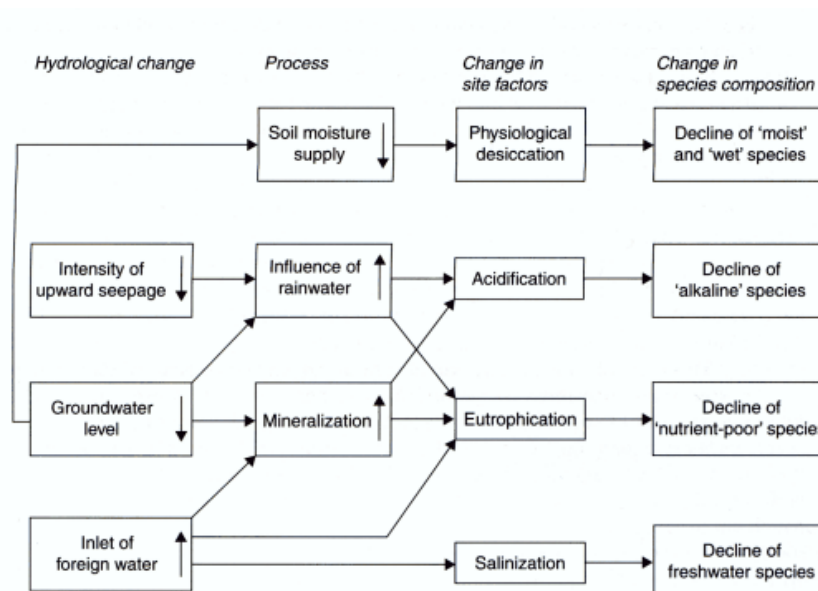 Hydrological change
Process
Change in
site factors
Change in
species composition
Soil moisture
supply
Physiological
desiccation
Decline of 'moist'
and 'wet' species
Intensity of
upward seepage
Influence of
rainwater
Acidification
Decline of
'alkaline' species
Groundwater
level
Mineralization
Eutrophication
Decline of
'nutrient-poor' species
Inlet of
foreign water
Salinization
Decline of
freshwater species